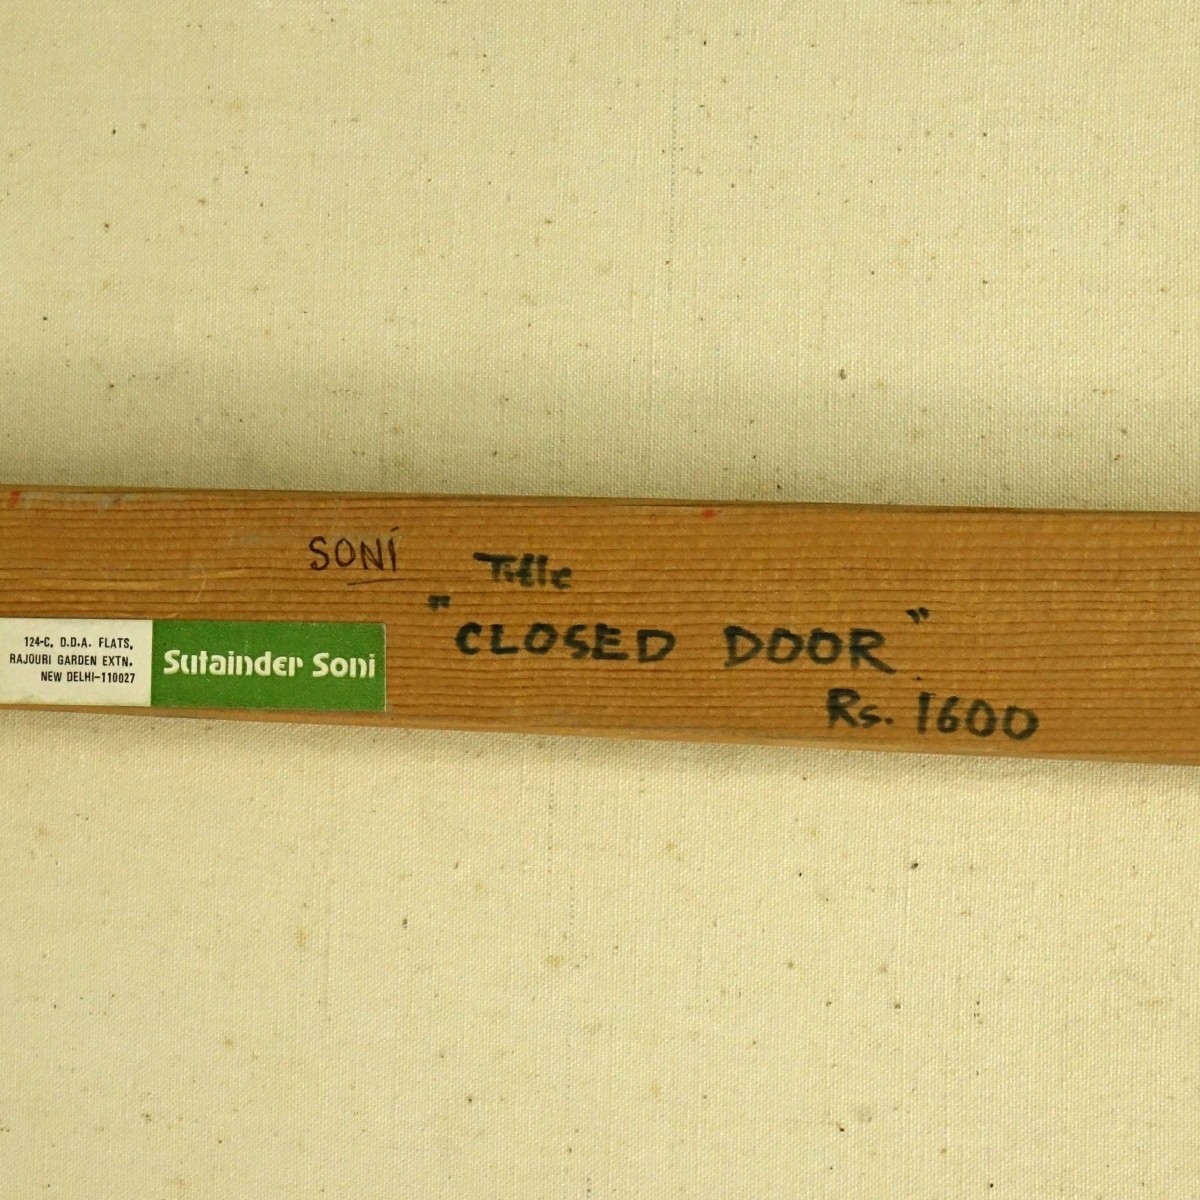 SONI
Title
"CLOSED DOOR"
Rs. 1600
124-C, D.D.A. FLATS,
RAJOURI GARDEN EXTN.
NEW DELHI-110027
Sutainder Soni